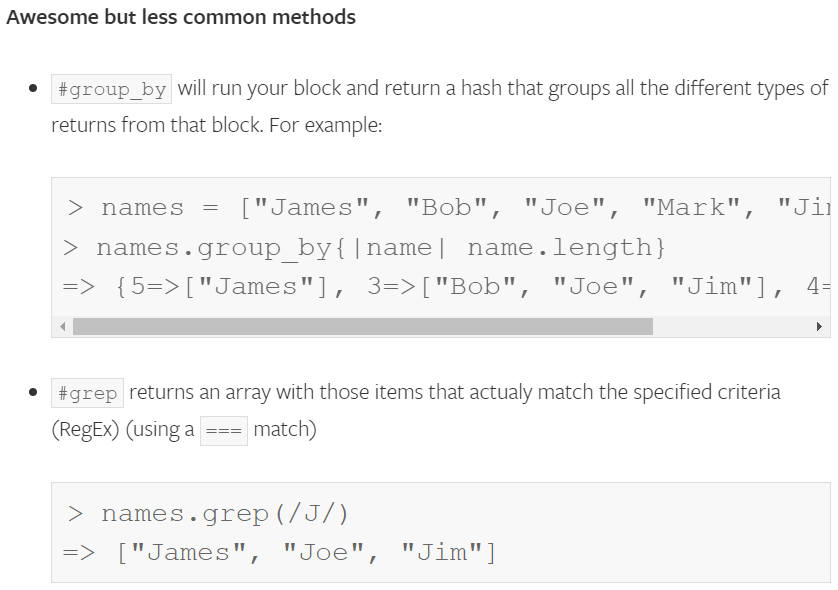 Awesome but less common methods
#group_by will run your block and return a hash that groups all the different types of
returns from that block. For example:
> names = ["James", "Bob", "Joe", "Mark", "Jim
> names.group_by{|name| name.length}
=> {5=>["James"], 3=>["Bob", "Joe", "Jim"], 4=
#grep returns an array with those items that actualy match the specified criteria
(RegEx) (using a === match)
> names.grep(/J/)
=> ["James", "Joe", "Jim"]